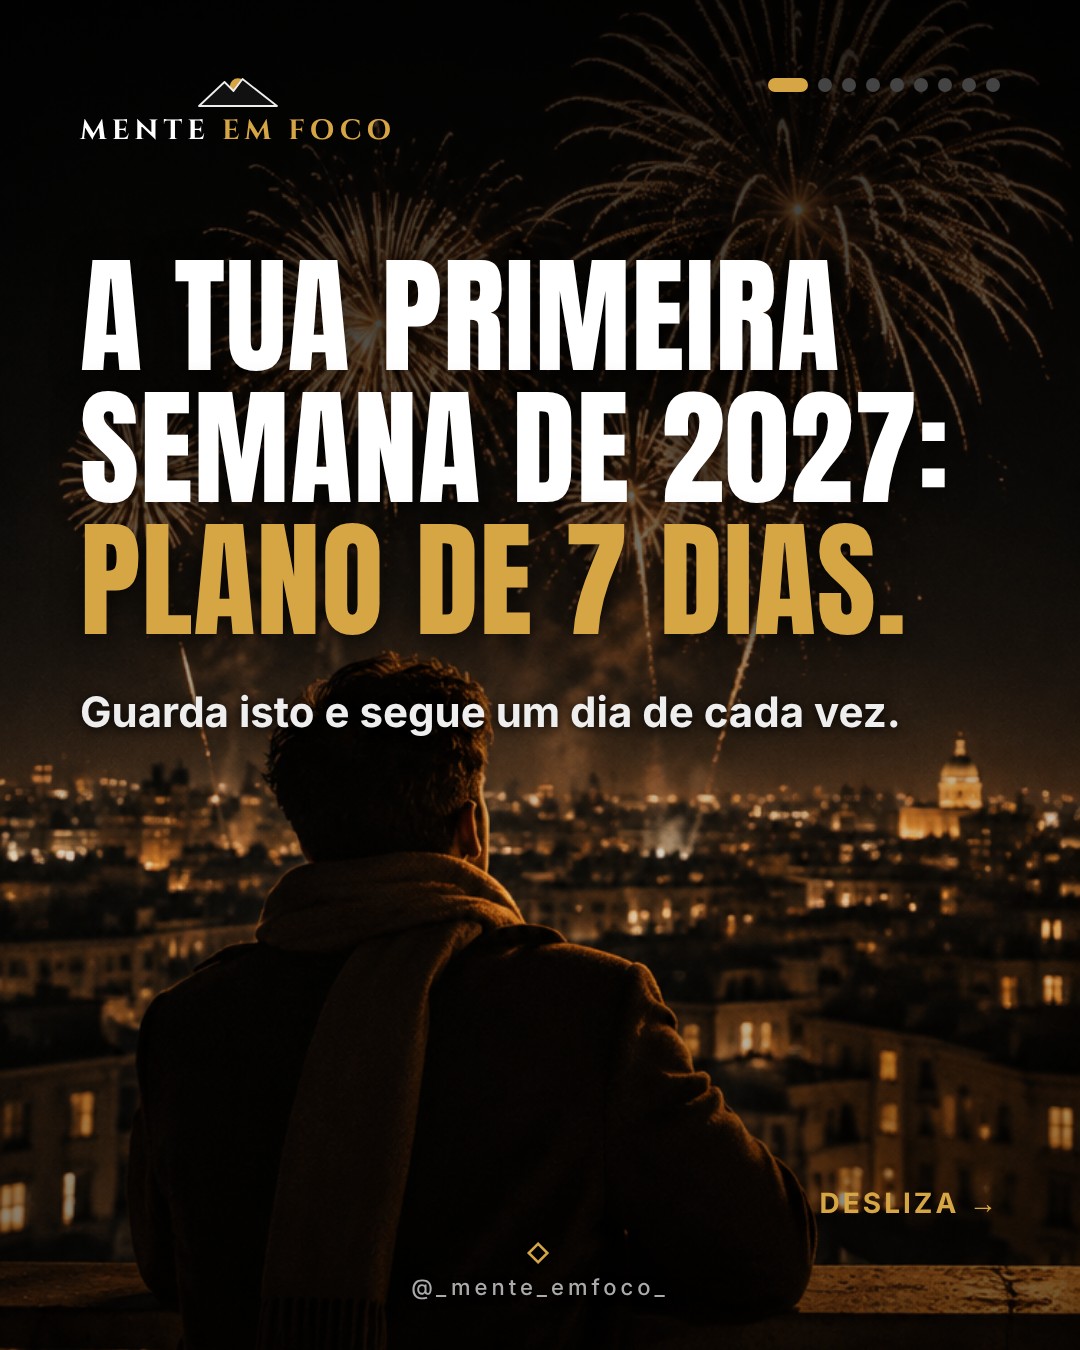 MENTE EM FOCO
A TUA PRIMEIRA
SEMANA DE 2027:
PLANO DE 7 DIAS.
Guarda isto e segue um dia de cada vez.
DESLIZA →
@_mente_emfoco_